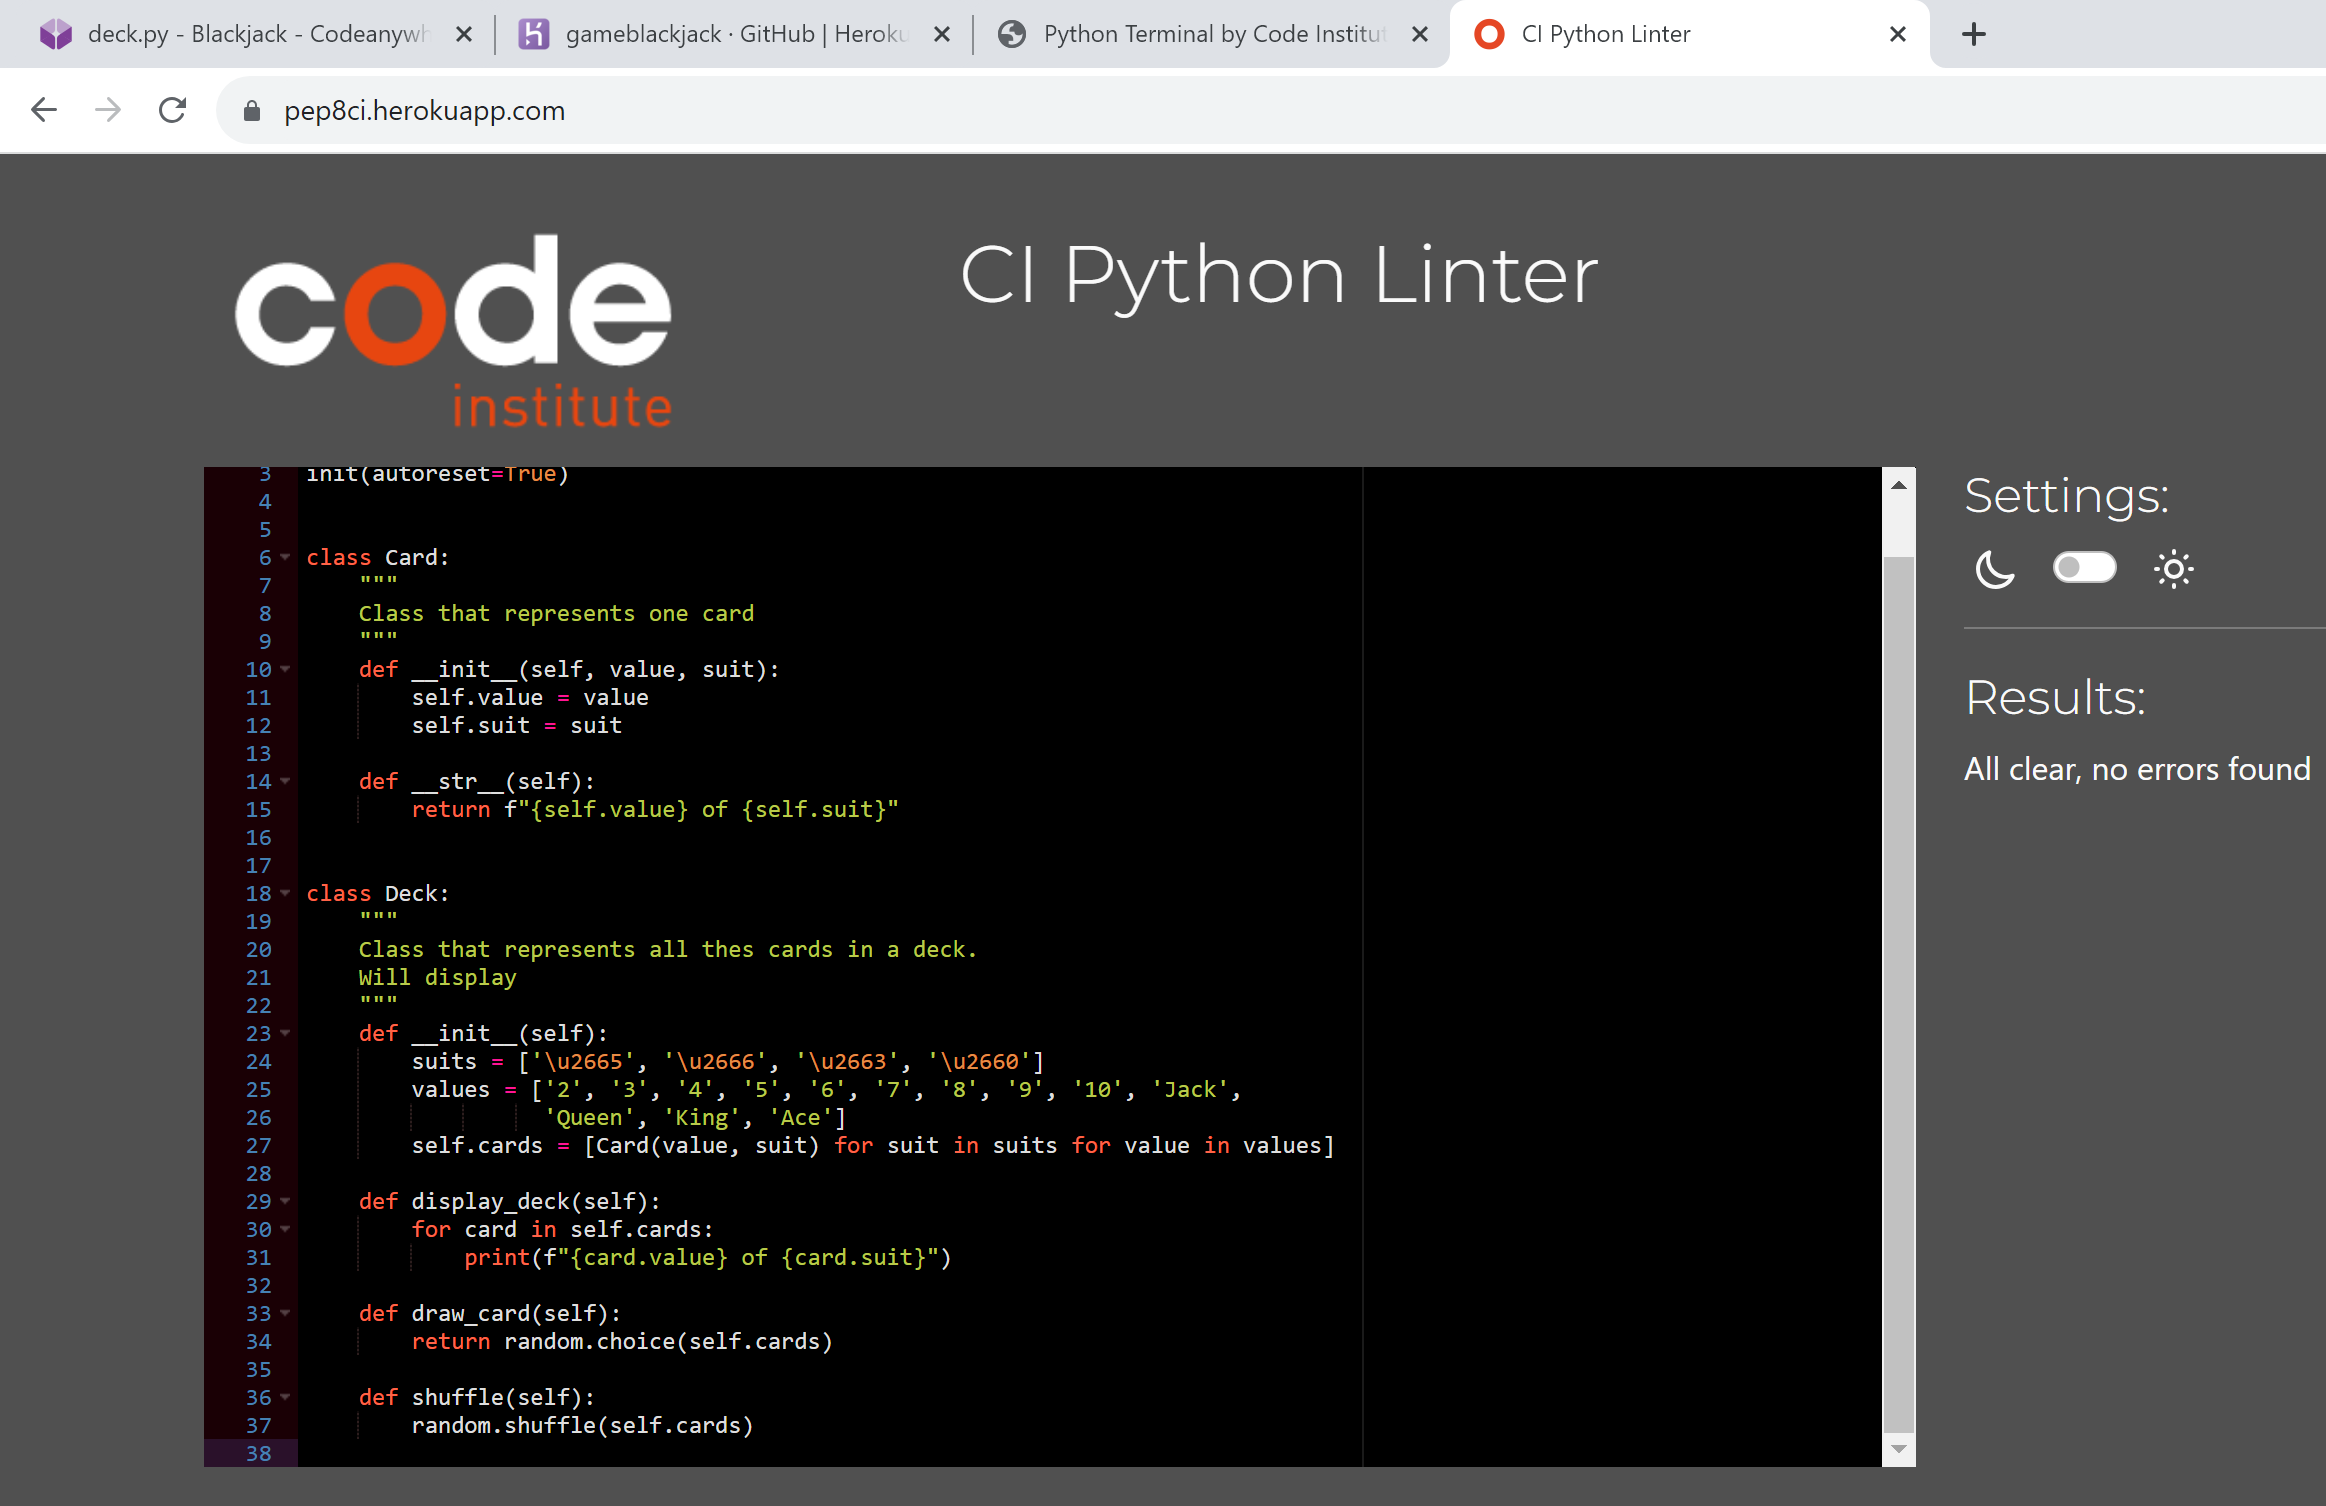 deck.py - Blackjack - Codeanywh
gameblackjack · GitHub | Heroku
Python Terminal by Code Institut
CI Python Linter
pep8ci.herokuapp.com
code
institute
CI Python Linter
3 init(autoreset=True)
4
5
6 class Card:
7     """
8     Class that represents one card
9     """
10     def __init__(self, value, suit):
11         self.value = value
12         self.suit = suit
13
14     def __str__(self):
15         return f"{self.value} of {self.suit}"
16
17
18 class Deck:
19     """
20     Class that represents all thes cards in a deck.
21     Will display
22     """
23     def __init__(self):
24         suits = ['\u2665', '\u2666', '\u2663', '\u2660']
25         values = ['2', '3', '4', '5', '6', '7', '8', '9', '10', 'Jack',
26                   'Queen', 'King', 'Ace']
27         self.cards = [Card(value, suit) for suit in suits for value in values]
28
29     def display_deck(self):
30         for card in self.cards:
31             print(f"{card.value} of {card.suit}")
32
33     def draw_card(self):
34         return random.choice(self.cards)
35
36     def shuffle(self):
37         random.shuffle(self.cards)
38
Settings:
Results:
All clear, no errors found